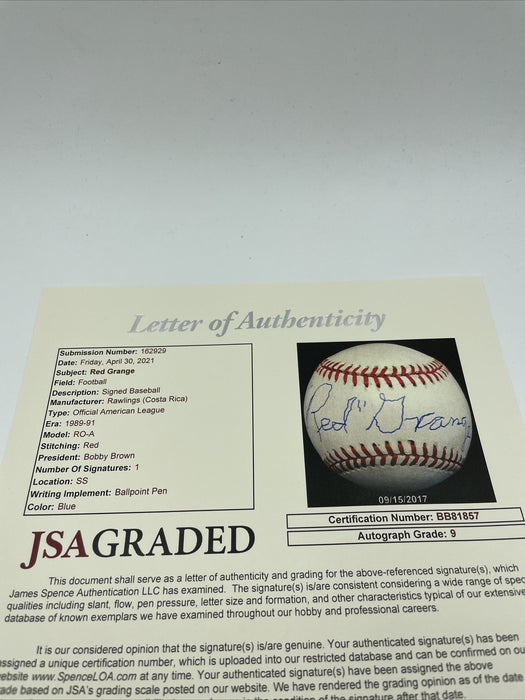 Letter of Authenticity
Submission Number: 162929
Date: Friday, April 30, 2021
Subject: Red Grange
Field: Football
Description: Signed Baseball
Manufacturer: Rawlings (Costa Rica)
Type: Official American League
Era: 1989-91
Model: RO-A
Stitching: Red
President: Bobby Brown
Number Of Signatures: 1
Location: SS
Writing Implement: Ballpoint Pen
Color: Blue
Red "Grange
09/15/2017
Certification Number: BB81857
Autograph Grade: 9
JSAGRADED
This document shall serve as a letter of authenticity and grading for the above-referenced signature(s), which
James Spence Authentication LLC has examined. The signature(s) is/are consistent considering a wide range of spec
qualities including slant, flow, pen pressure, letter size and formation, and other characteristics typical of our extensive
database of known exemplars we have examined throughout our hobby and professional careers.
It is our considered opinion that the signature(s) is/are genuine. Your authenticated signature(s) has been
assigned a unique certification number, which is uploaded into our restricted database and can be confirmed on ou
website www.SpenceLOA.com at any time. Your authenticated signature(s) have been assigned the above
rade based on JSA's grading scale posted on our website. We have rendered the grading opinion as of the date
in the condition of the signature after that date.